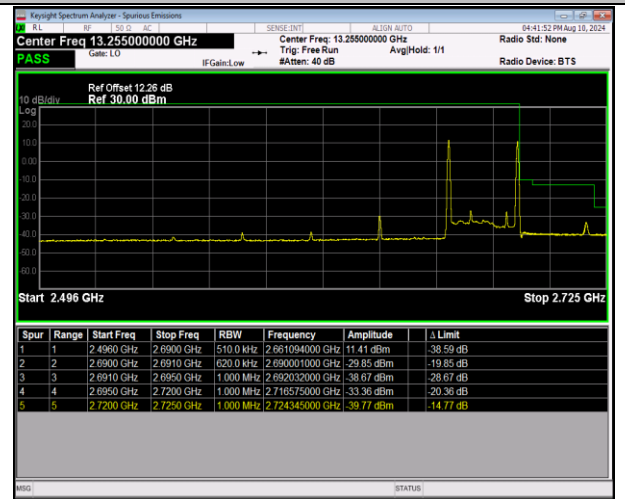 Keysight Spectrum Analyzer - Spurious Emissions
RL RF 50 Ω AC SENSE:INT ALIGN AUTO 04:41:52 PM Aug 10, 2024
Center Freq 13.255000000 GHz Center Freq: 13.255000000 GHz Radio Std: None
Trig: Free Run Avg|Hold: 1/1
PASS Gate: LO IFGain:Low #Atten: 40 dB Radio Device: BTS
Ref Offset 12.26 dB
10 dB/div Ref 30.00 dBm
Log
20.0
10.0
0.00
-10.0
-20.0
-30.0
-40.0
-50.0
-60.0
Start 2.496 GHz Stop 2.725 GHz
Spur Range Start Freq Stop Freq RBW Frequency Amplitude Δ Limit
1 1 2.4960 GHz 2.6900 GHz 510.0 kHz 2.661094000 GHz 11.41 dBm -38.59 dB
2 2 2.6900 GHz 2.6910 GHz 620.0 kHz 2.690001000 GHz -29.85 dBm -19.85 dB
3 3 2.6910 GHz 2.6950 GHz 1.000 MHz 2.692032000 GHz -38.67 dBm -28.67 dB
4 4 2.6950 GHz 2.7200 GHz 1.000 MHz 2.716575000 GHz -33.36 dBm -20.36 dB
5 5 2.7200 GHz 2.7250 GHz 1.000 MHz 2.724345000 GHz -39.77 dBm -14.77 dB
MSG STATUS